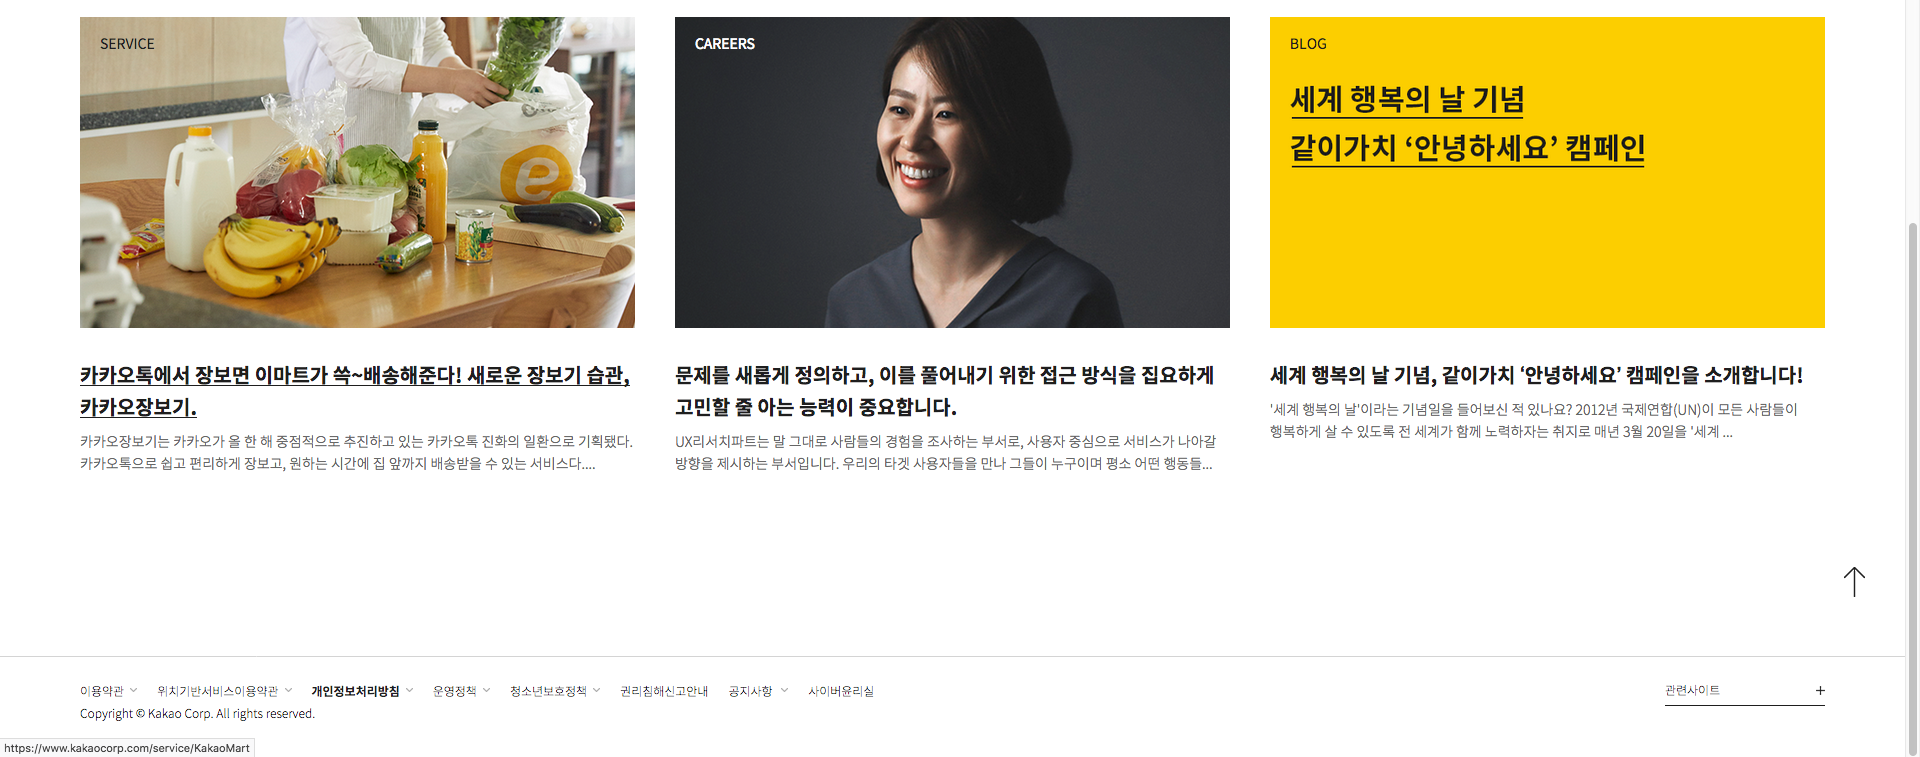 SERVICE
카카오톡에서 장보면 이마트가 쓱~배송해준다! 새로운 장보기 습관,
카카오장보기.
카카오장보기는 카카오가 올 한 해 중점적으로 추진하고 있는 카카오톡 진화의 일환으로 기획됐다.
카카오톡으로 쉽고 편리하게 장보고, 원하는 시간에 집 앞까지 배송받을 수 있는 서비스다....
CAREERS
문제를 새롭게 정의하고, 이를 풀어내기 위한 접근 방식을 집요하게
고민할 줄 아는 능력이 중요합니다.
UX리서치파트는 말 그대로 사람들의 경험을 조사하는 부서로, 사용자 중심으로 서비스가 나아갈
방향을 제시하는 부서입니다. 우리의 타겟 사용자들을 만나 그들이 누구이며 평소 어떤 행동들...
BLOG
세계 행복의 날 기념
같이가치 ‘안녕하세요’ 캠페인
세계 행복의 날 기념, 같이가치 ‘안녕하세요’ 캠페인을 소개합니다!
'세계 행복의 날'이라는 기념일을 들어보신 적 있나요? 2012년 국제연합(UN)이 모든 사람들이
행복하게 살 수 있도록 전 세계가 함께 노력하자는 취지로 매년 3월 20일을 '세계 ...
이용약관 위치기반서비스이용약관 개인정보처리방침 운영정책 청소년보호정책 권리침해신고안내 공지사항 사이버윤리실
관련사이트 +
Copyright © Kakao Corp. All rights reserved.
https://www.kakaocorp.com/service/KakaoMart